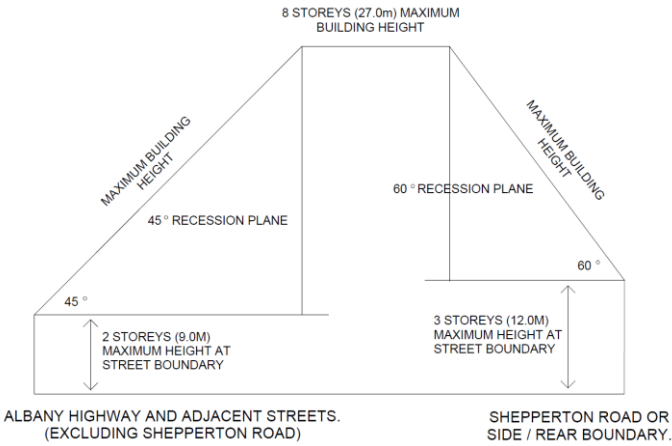 8 STOREYS (27.0m) MAXIMUM
BUILDING HEIGHT
MAXIMUM BUILDING
HEIGHT
MAXIMUM BUILDING
HEIGHT
60 ° RECESSION PLANE
45 ° RECESSION PLANE
60 °
45 °
2 STOREYS (9.0M)
MAXIMUM HEIGHT AT
STREET BOUNDARY
3 STOREYS (12.0M)
MAXIMUM HEIGHT AT
STREET BOUNDARY
ALBANY HIGHWAY AND ADJACENT STREETS.
(EXCLUDING SHEPPERTON ROAD)
SHEPPERTON ROAD OR
SIDE / REAR BOUNDARY.